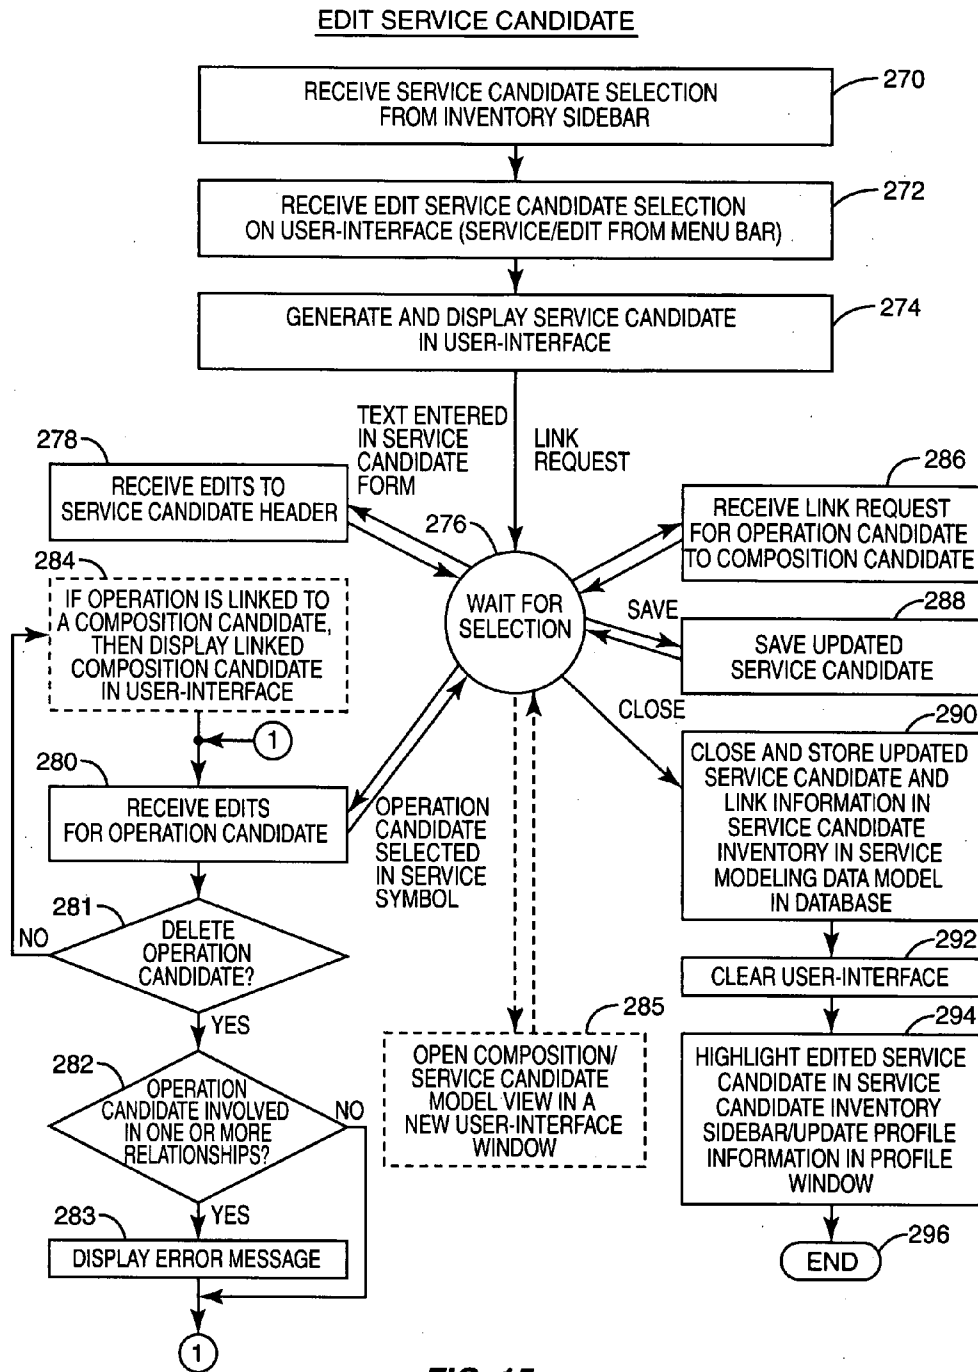 EDIT SERVICE CANDIDATE
RECEIVE SERVICE CANDIDATE SELECTION
FROM INVENTORY SIDEBAR
270
RECEIVE EDIT SERVICE CANDIDATE SELECTION
ON USER-INTERFACE (SERVICE/EDIT FROM MENU BAR)
272
GENERATE AND DISPLAY SERVICE CANDIDATE
IN USER-INTERFACE
274
TEXT ENTERED
IN SERVICE
CANDIDATE
FORM
LINK
REQUEST
278
RECEIVE EDITS TO
SERVICE CANDIDATE HEADER
276
WAIT FOR
SELECTION
286
RECEIVE LINK REQUEST
FOR OPERATION CANDIDATE
TO COMPOSITION CANDIDATE
284
IF OPERATION IS LINKED TO
A COMPOSITION CANDIDATE,
THEN DISPLAY LINKED
COMPOSITION CANDIDATE
IN USER-INTERFACE
SAVE
288
SAVE UPDATED
SERVICE CANDIDATE
1
CLOSE
280
RECEIVE EDITS
FOR OPERATION CANDIDATE
OPERATION
CANDIDATE
SELECTED
IN SERVICE
SYMBOL
290
CLOSE AND STORE UPDATED
SERVICE CANDIDATE AND
LINK INFORMATION IN
SERVICE CANDIDATE
INVENTORY IN SERVICE
MODELING DATA MODEL
IN DATABASE
281
NO
DELETE
OPERATION
CANDIDATE?
YES
292
CLEAR USER-INTERFACE
282
OPERATION
CANDIDATE INVOLVED
IN ONE OR MORE
RELATIONSHIPS?
NO
YES
285
OPEN COMPOSITION/
SERVICE CANDIDATE
MODEL VIEW IN A
NEW USER-INTERFACE
WINDOW
294
HIGHLIGHT EDITED SERVICE
CANDIDATE IN SERVICE
CANDIDATE INVENTORY
SIDEBAR/UPDATE PROFILE
INFORMATION IN PROFILE
WINDOW
283
DISPLAY ERROR MESSAGE
END
296
1
FIG. 15